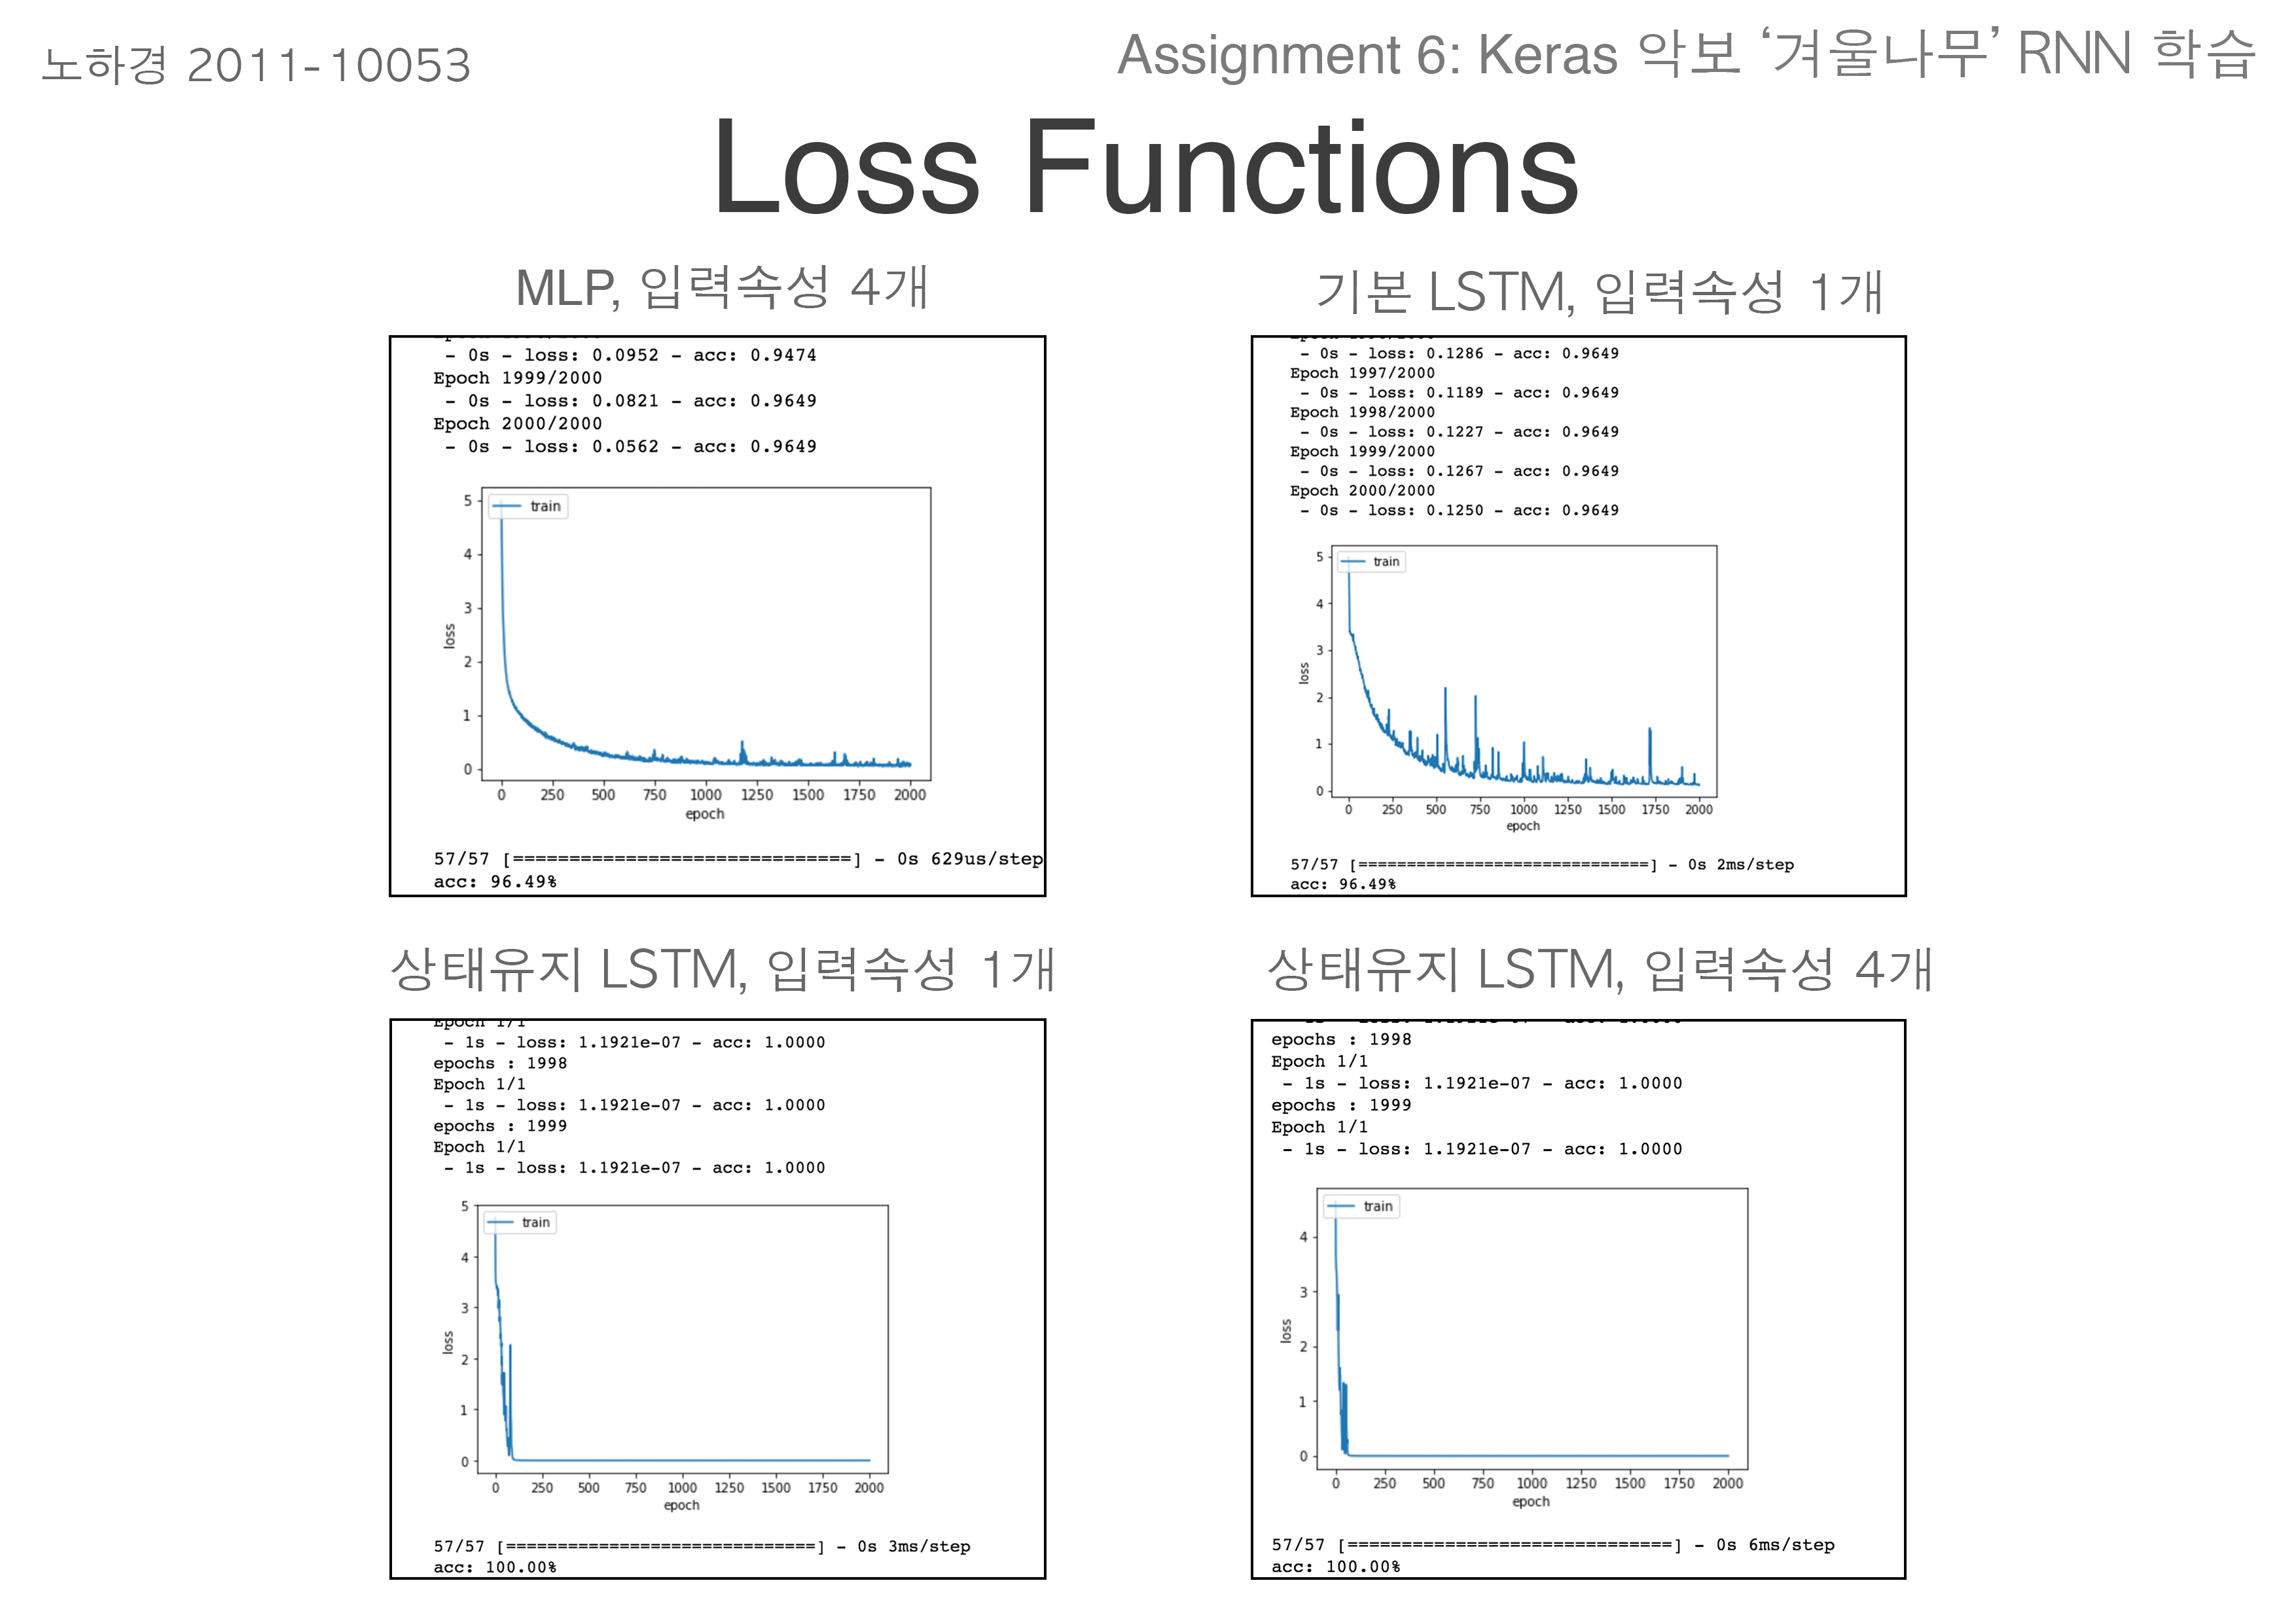 노하경 2011-10053
Assignment 6: Keras 악보 ‘겨울나무’ RNN 학습
Loss Functions
MLP, 입력속성 4개
- 0s - loss: 0.0952 - acc: 0.9474
Epoch 1999/2000
- 0s - loss: 0.0821 - acc: 0.9649
Epoch 2000/2000
- 0s - loss: 0.0562 - acc: 0.9649
train
5
4
3
2
1
0
loss
0 250 500 750 1000 1250 1500 1750 2000
epoch
57/57 [==============================] - 0s 629us/step
acc: 96.49%
기본 LSTM, 입력속성 1개
- 0s - loss: 0.1286 - acc: 0.9649
Epoch 1997/2000
- 0s - loss: 0.1189 - acc: 0.9649
Epoch 1998/2000
- 0s - loss: 0.1227 - acc: 0.9649
Epoch 1999/2000
- 0s - loss: 0.1267 - acc: 0.9649
Epoch 2000/2000
- 0s - loss: 0.1250 - acc: 0.9649
train
5
4
3
2
1
0
loss
0 250 500 750 1000 1250 1500 1750 2000
epoch
57/57 [==============================] - 0s 2ms/step
acc: 96.49%
상태유지 LSTM, 입력속성 1개
Epoch 1/1
- 1s - loss: 1.1921e-07 - acc: 1.0000
epochs : 1998
Epoch 1/1
- 1s - loss: 1.1921e-07 - acc: 1.0000
epochs : 1999
Epoch 1/1
- 1s - loss: 1.1921e-07 - acc: 1.0000
train
5
4
3
2
1
0
loss
0 250 500 750 1000 1250 1500 1750 2000
epoch
57/57 [==============================] - 0s 3ms/step
acc: 100.00%
상태유지 LSTM, 입력속성 4개
epochs : 1998
Epoch 1/1
- 1s - loss: 1.1921e-07 - acc: 1.0000
epochs : 1999
Epoch 1/1
- 1s - loss: 1.1921e-07 - acc: 1.0000
train
4
3
2
1
0
loss
0 250 500 750 1000 1250 1500 1750 2000
epoch
57/57 [==============================] - 0s 6ms/step
acc: 100.00%